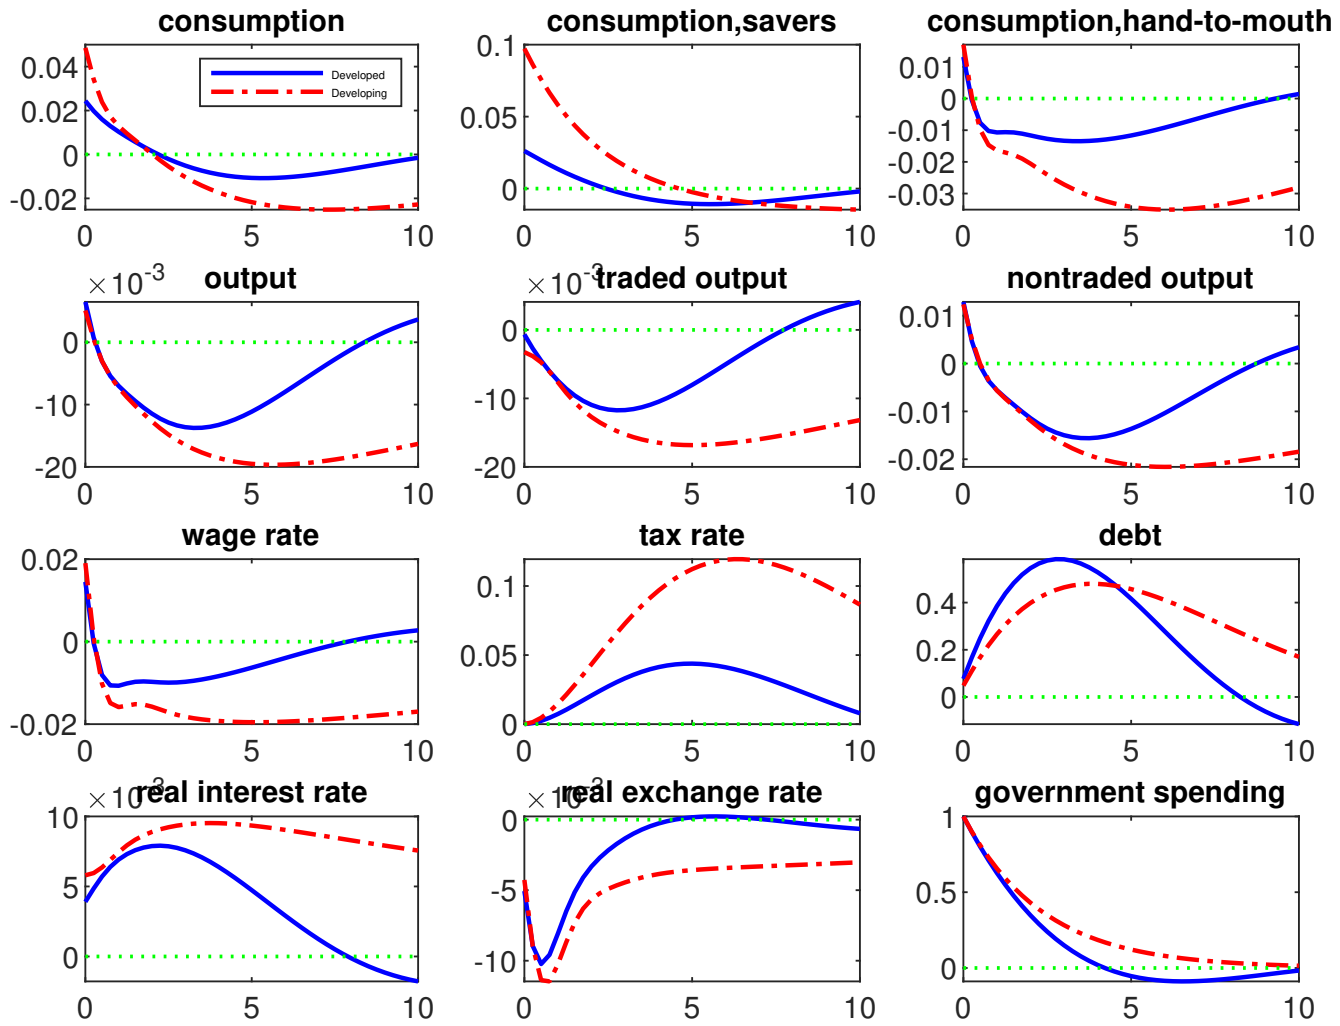 consumption
0.04
0.02
0
-0.02
0 5 10
Developed
Developing
consumption,savers
0.1
0.05
0
0 5 10
consumption,hand-to-mouth
0.01
0
-0.01
-0.02
-0.03
0 5 10
output
×10-3
0
-10
-20
0 5 10
traded output
×10-3
0
-10
-20
0 5 10
nontraded output
0.01
0
-0.01
-0.02
0 5 10
wage rate
0.02
0
-0.02
0 5 10
tax rate
0.1
0.05
0
0 5 10
debt
0.4
0.2
0
0 5 10
real interest rate
×10-3
10
5
0
0 5 10
real exchange rate
×10-3
0
-5
-10
0 5 10
government spending
1
0.5
0
0 5 10